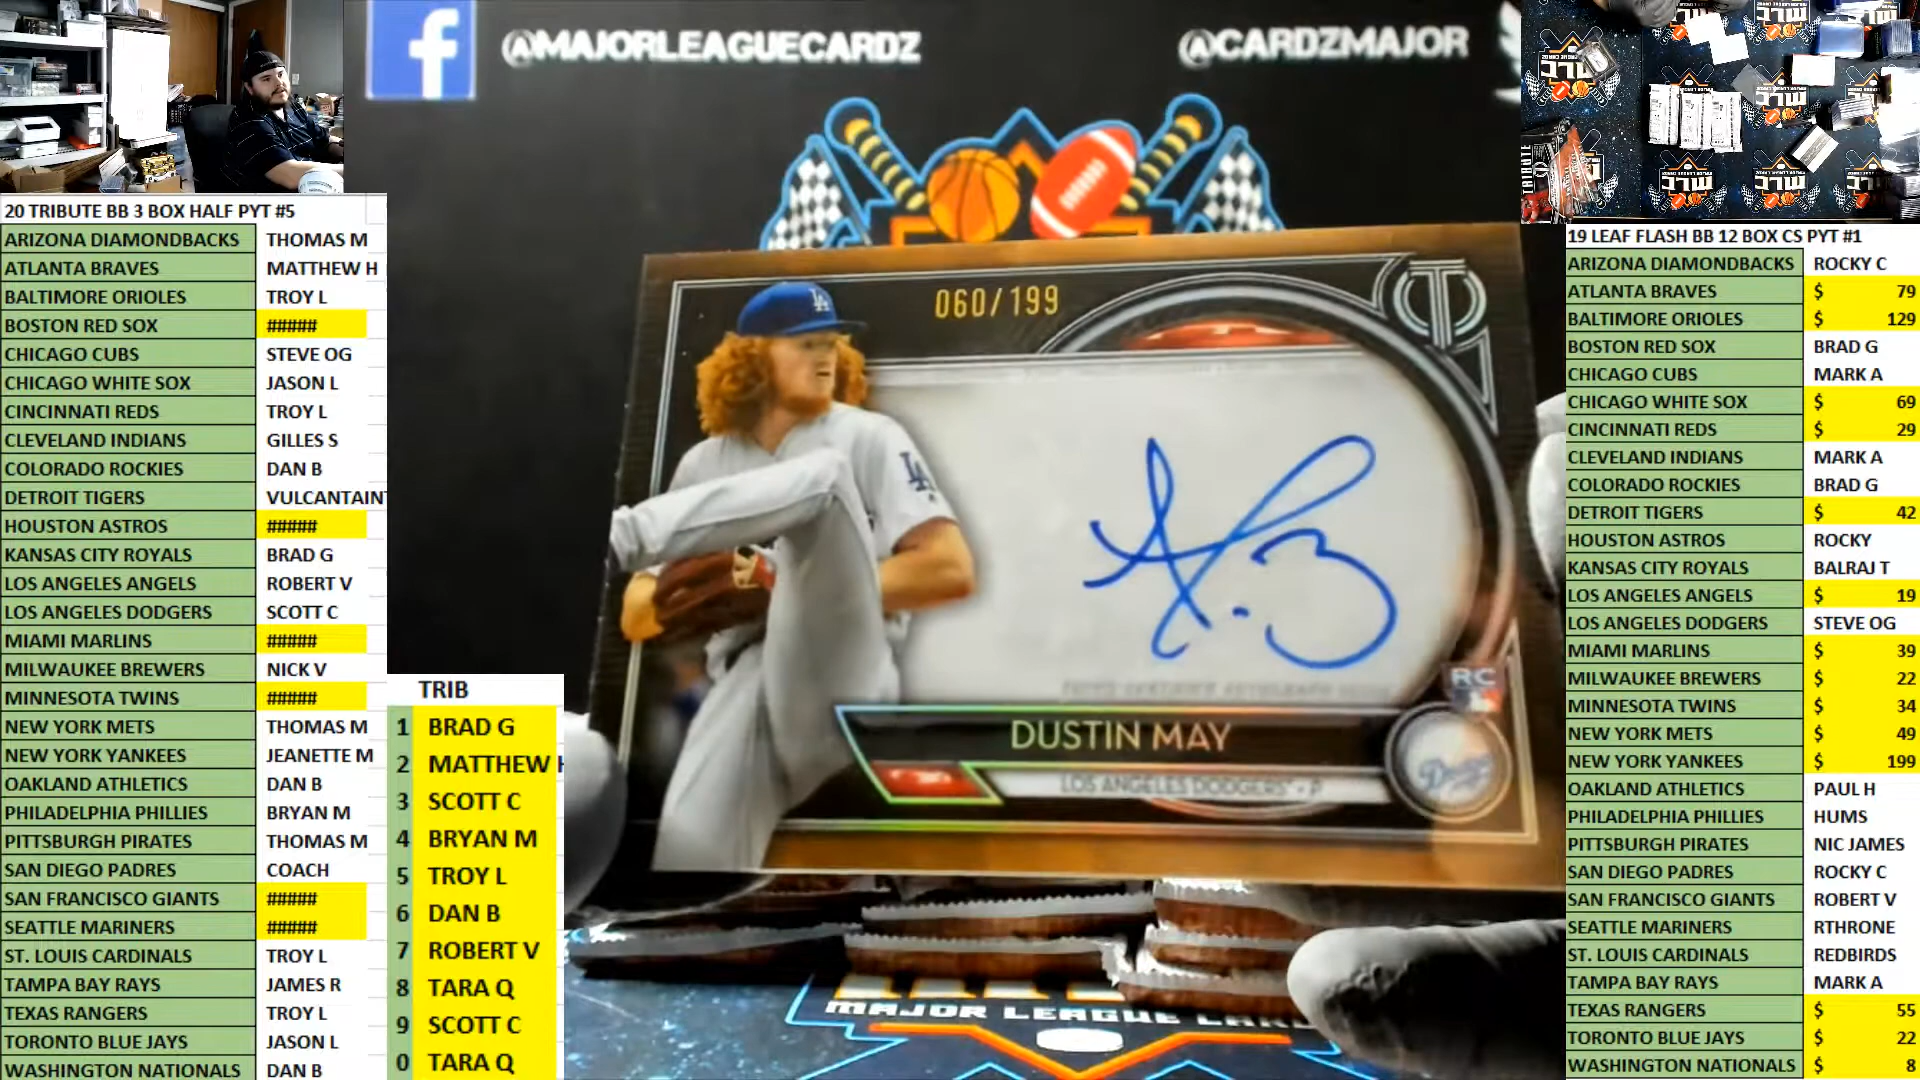 @MAJORLEAGUECARDZ
@CARDZMAJOR
20 TRIBUTE BB 3 BOX HALF PYT #5
ARIZONA DIAMONDBACKS THOMAS M
ATLANTA BRAVES MATTHEW H
BALTIMORE ORIOLES TROY L
BOSTON RED SOX #####
CHICAGO CUBS STEVE OG
CHICAGO WHITE SOX JASON L
CINCINNATI REDS TROY L
CLEVELAND INDIANS GILLES S
COLORADO ROCKIES DAN B
DETROIT TIGERS VULCANTAIN
HOUSTON ASTROS #####
KANSAS CITY ROYALS BRAD G
LOS ANGELES ANGELS ROBERT V
LOS ANGELES DODGERS SCOTT C
MIAMI MARLINS #####
MILWAUKEE BREWERS NICK V
MINNESOTA TWINS #####
NEW YORK METS THOMAS M
NEW YORK YANKEES JEANETTE M
OAKLAND ATHLETICS DAN B
PHILADELPHIA PHILLIES BRYAN M
PITTSBURGH PIRATES THOMAS M
SAN DIEGO PADRES COACH
SAN FRANCISCO GIANTS #####
SEATTLE MARINERS #####
ST. LOUIS CARDINALS TROY L
TAMPA BAY RAYS JAMES R
TEXAS RANGERS TROY L
TORONTO BLUE JAYS JASON L
WASHINGTON NATIONALS DAN B
TRIB
1 BRAD G
2 MATTHEW H
3 SCOTT C
4 BRYAN M
5 TROY L
6 DAN B
7 ROBERT V
8 TARA Q
9 SCOTT C
0 TARA Q
060/199
LA
LA
RC
DUSTIN MAY
LOS ANGELES DODGERS - P
Dodgers
MAJOR LEAGUE
19 LEAF FLASH BB 12 BOX CS PYT #1
ARIZONA DIAMONDBACKS ROCKY C
ATLANTA BRAVES $ 79
BALTIMORE ORIOLES $ 129
BOSTON RED SOX BRAD G
CHICAGO CUBS MARK A
CHICAGO WHITE SOX $ 69
CINCINNATI REDS $ 29
CLEVELAND INDIANS MARK A
COLORADO ROCKIES BRAD G
DETROIT TIGERS $ 42
HOUSTON ASTROS ROCKY
KANSAS CITY ROYALS BALRAJ T
LOS ANGELES ANGELS $ 19
LOS ANGELES DODGERS STEVE OG
MIAMI MARLINS $ 39
MILWAUKEE BREWERS $ 22
MINNESOTA TWINS $ 34
NEW YORK METS $ 49
NEW YORK YANKEES $ 199
OAKLAND ATHLETICS PAUL H
PHILADELPHIA PHILLIES HUMS
PITTSBURGH PIRATES NIC JAMES
SAN DIEGO PADRES ROCKY C
SAN FRANCISCO GIANTS ROBERT V
SEATTLE MARINERS RTHRONE
ST. LOUIS CARDINALS REDBIRDS
TAMPA BAY RAYS MARK A
TEXAS RANGERS $ 55
TORONTO BLUE JAYS $ 22
WASHINGTON NATIONALS $ 8